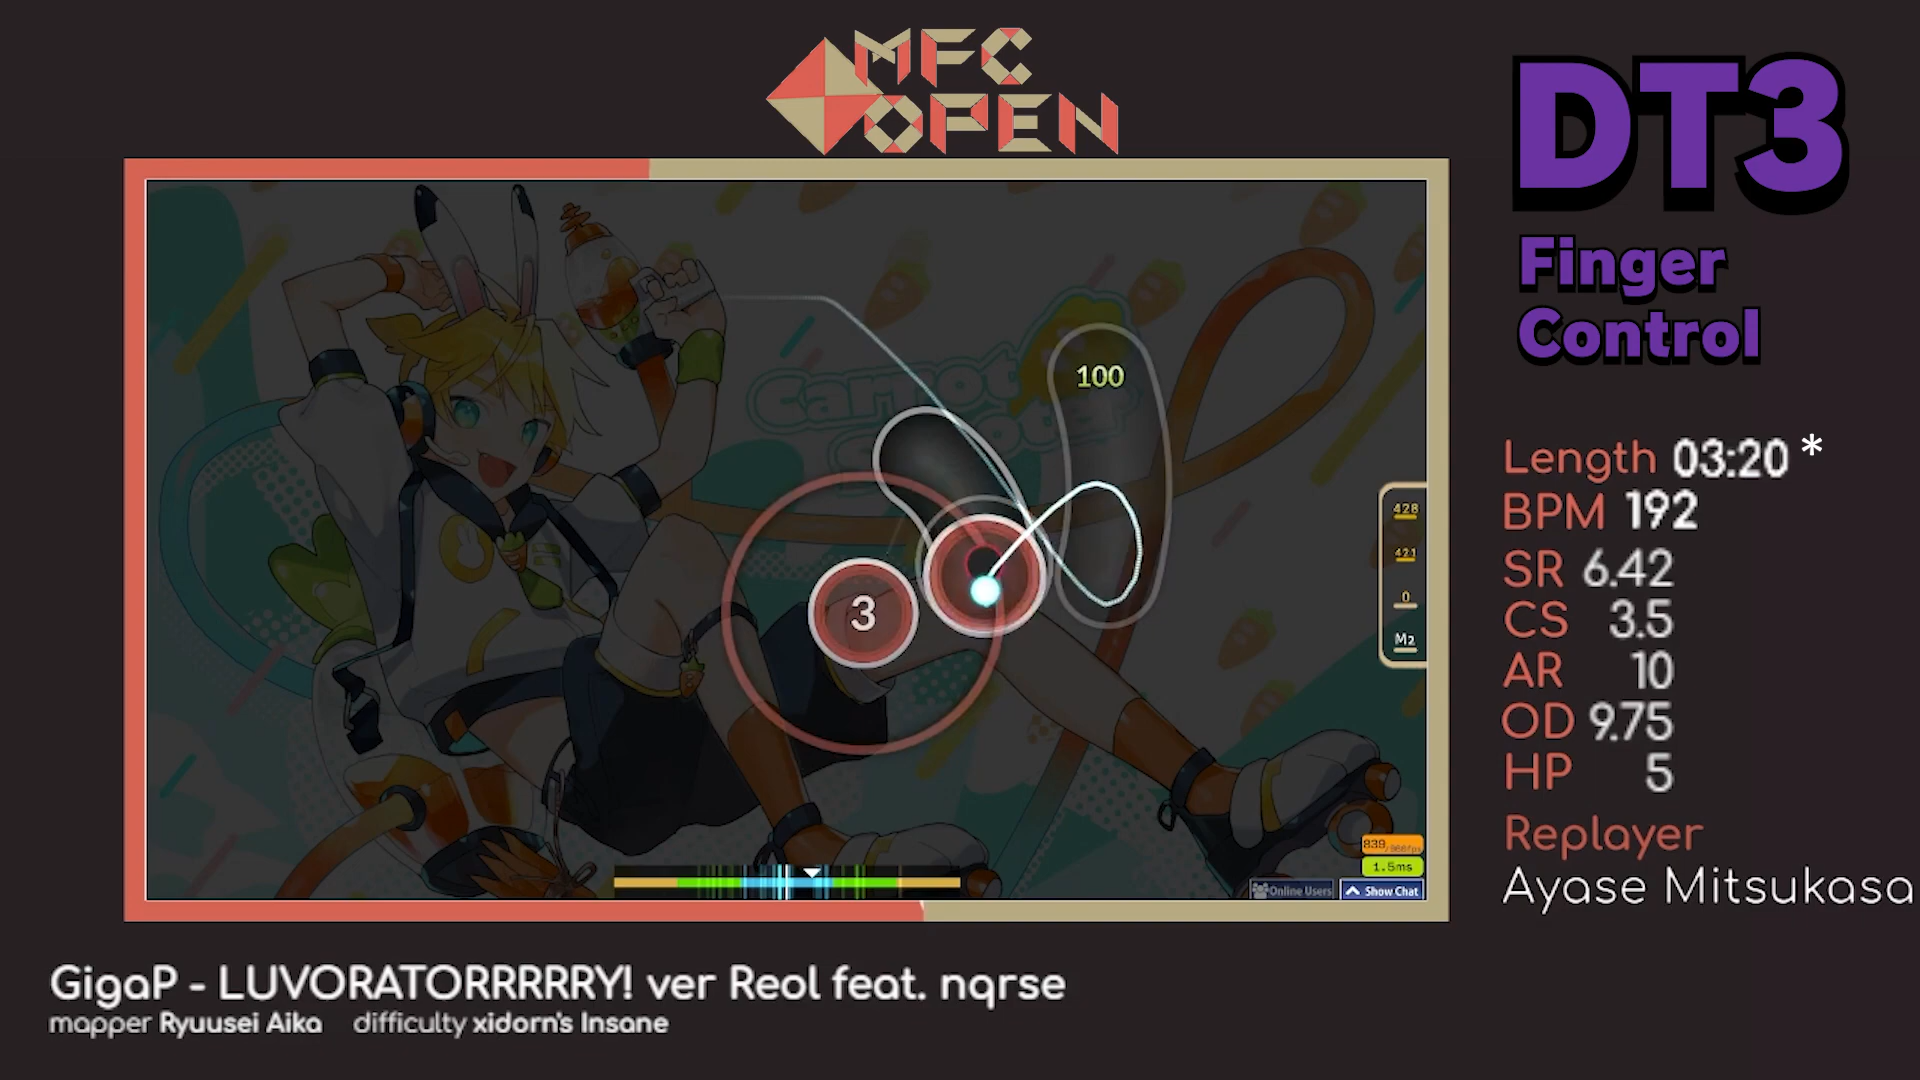 MFC
OPEN
DT3
Finger
Control
Carrot
100
3
428
421
0
M2
Length 03:20 *
BPM 192
SR 6.42
CS 3.5
AR 10
OD 9.75
HP 5
Replayer
Ayase Mitsukasa
839
1.5ms
Online Users
Show Chat
GigaP - LUVORATORRRRRY! ver Reol feat. nqrse
mapper Ryuusei Aika difficulty xidorn's Insane